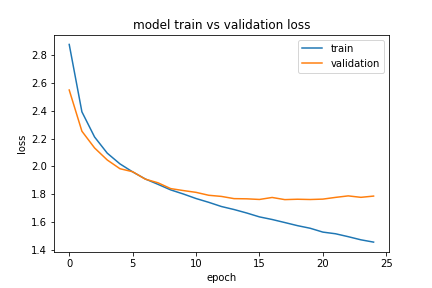 model train vs validation loss
train
validation
loss
2.8
2.6
2.4
2.2
2.0
1.8
1.6
1.4
0 5 10 15 20 25
epoch